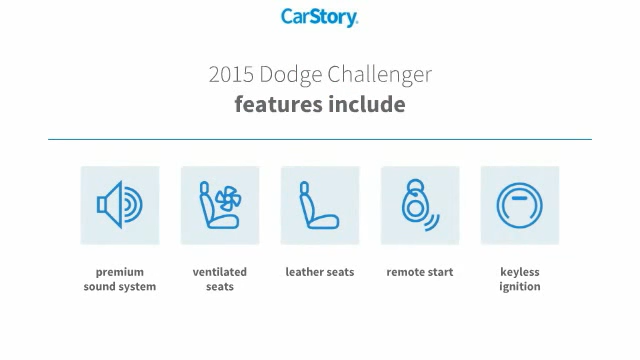 CarStory.
2015 Dodge Challenger
features include
premium
sound system
ventilated
seats
leather seats
remote start
keyless
ignition